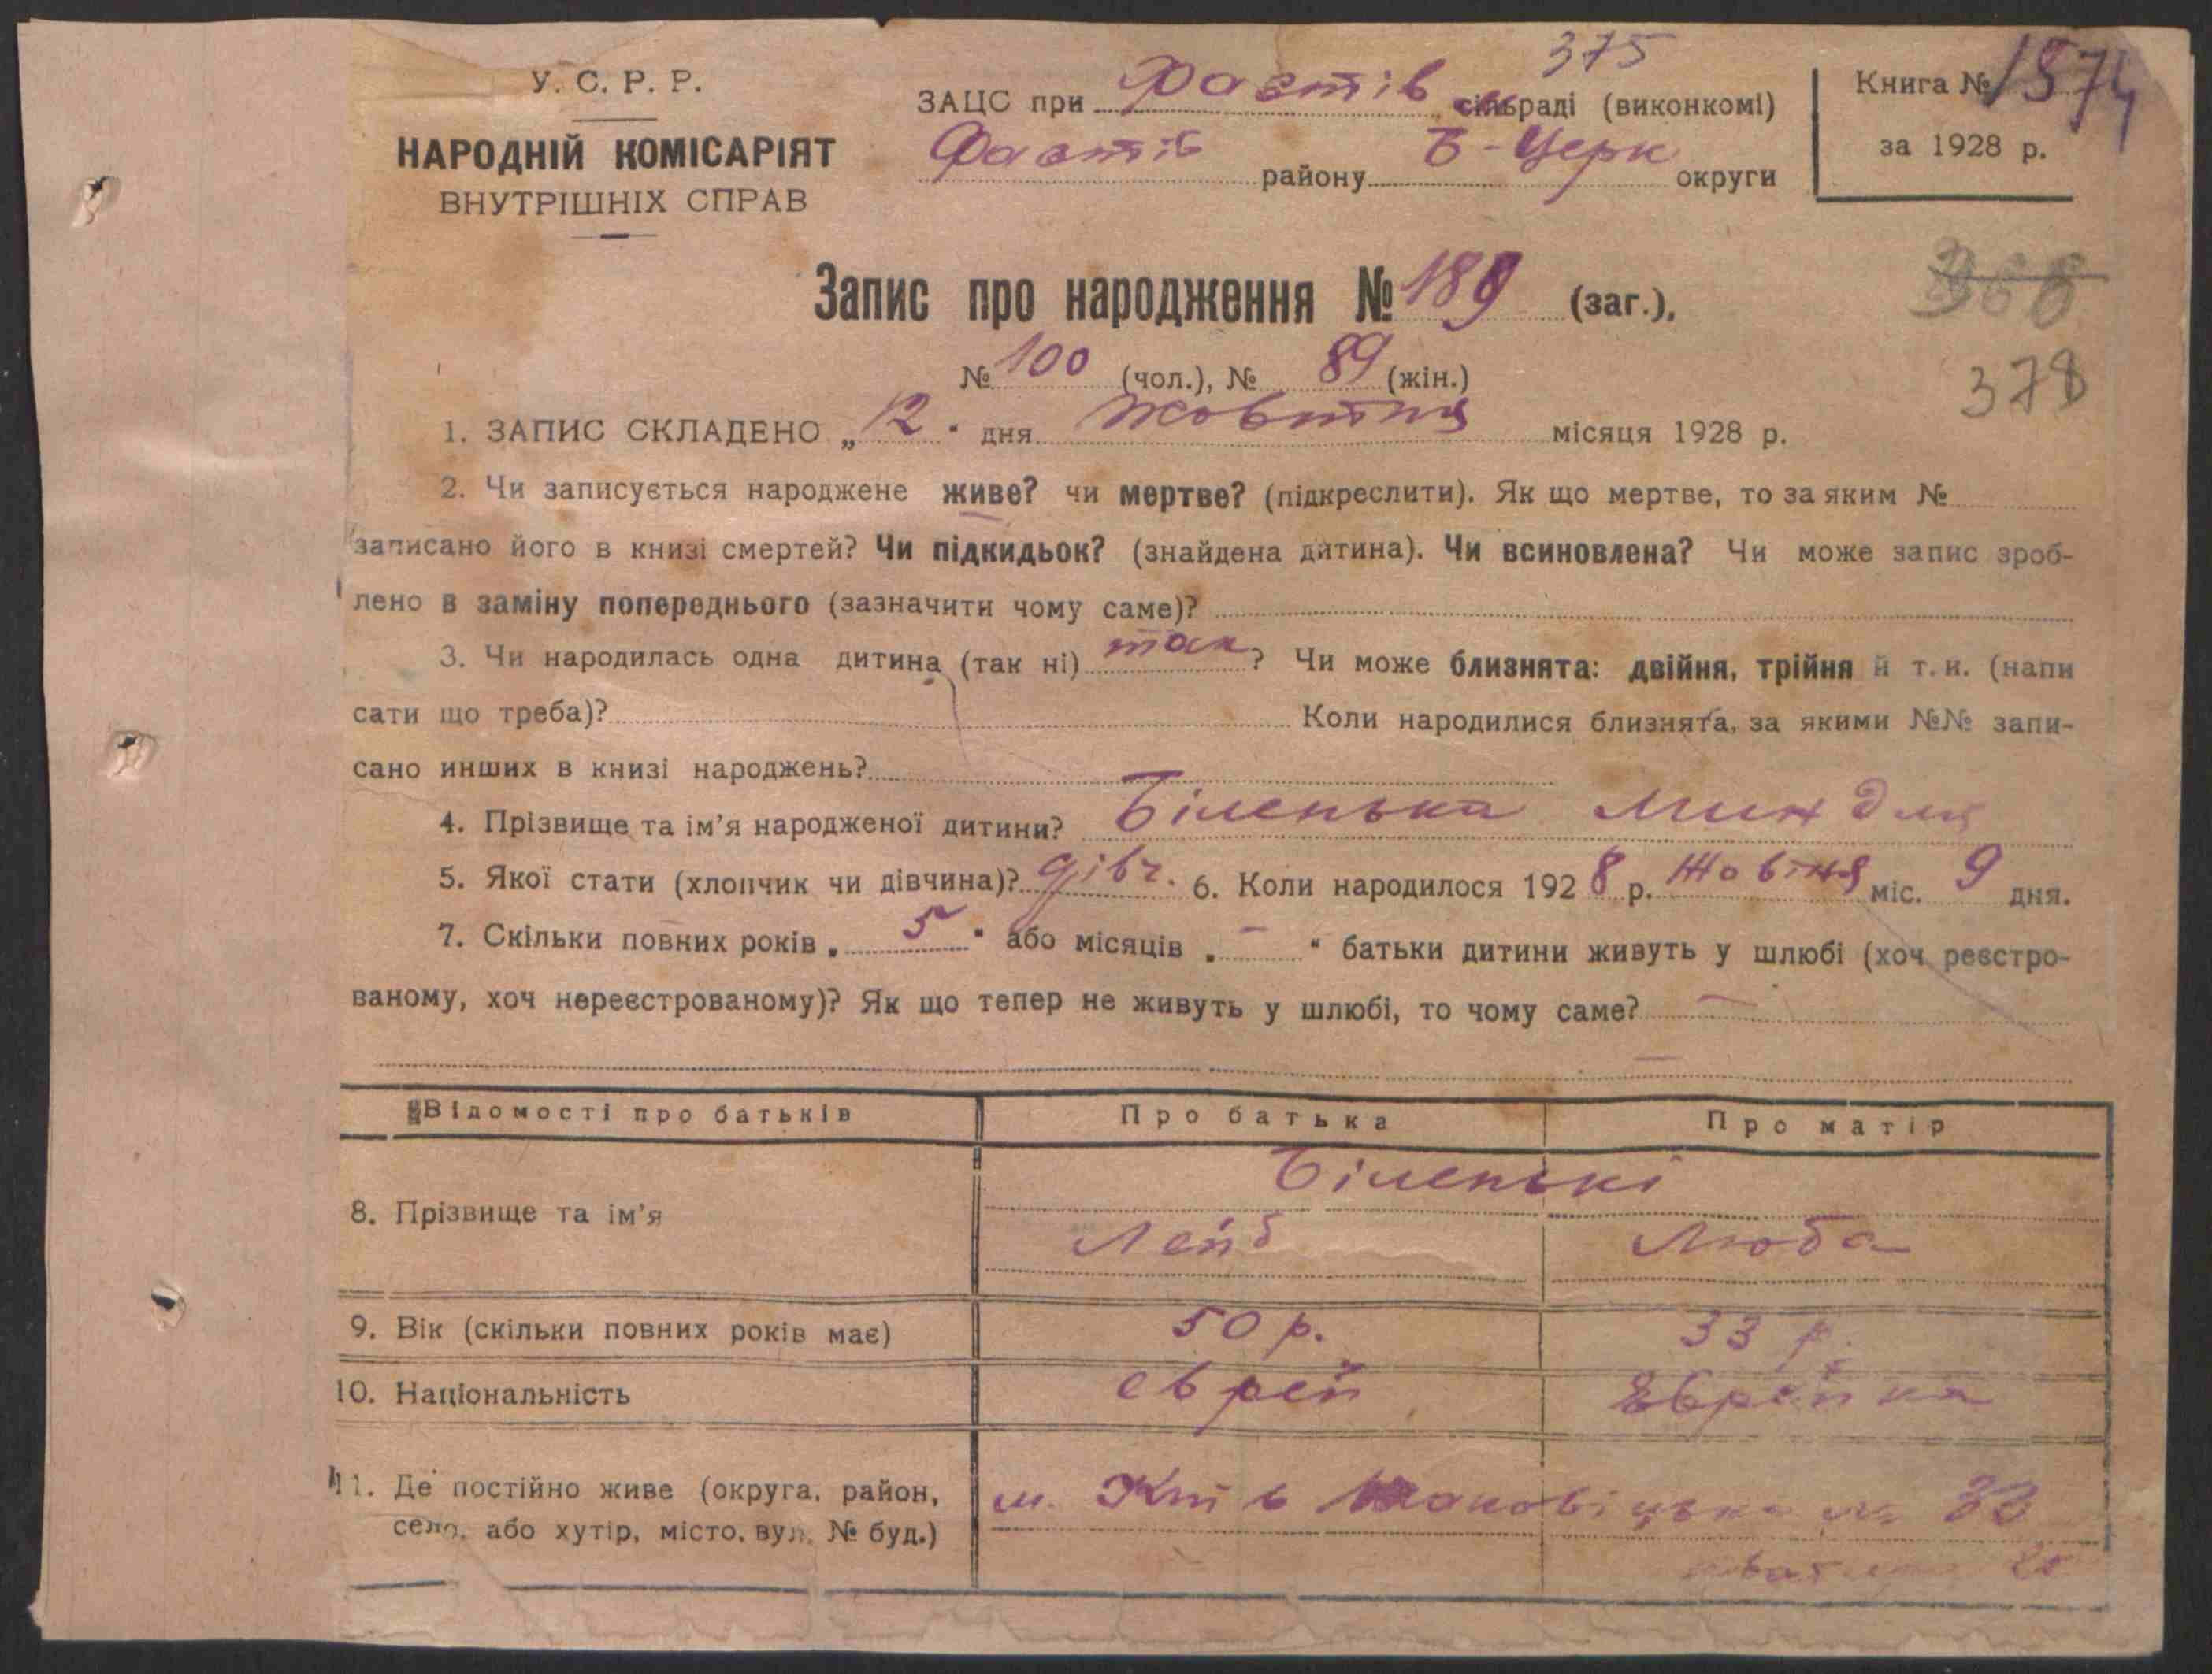 375
У. С. Р. Р.
ЗАЦС при Фастів сільраді (виконкомі)
Книга № 1574
НАРОДНІЙ КОМІСАРІЯТ
Фастів району Б-Церк округи
за 1928 р.
ВНУТРІШНІХ СПРАВ
Запис про народження № 189 (заг.),
368
№ 100 (чол.), № 89 (жін.)
378
1. ЗАПИС СКЛАДЕНО „ 12 " дня Жовтня місяця 1928 р.
2. Чи записується народжене живе? чи мертве? (підкреслити). Як що мертве, то за яким №
записано його в книзі смертей? Чи підкидьок? (знайдена дитина). Чи всиновлена? Чи може запис зроб-
лено в заміну попереднього (зазначити чому саме)?
3. Чи народилась одна дитина (так ні) так ? Чи може близнята: двійня, трійня й т. и. (напи
сати що треба)? Коли народилися близнята, за якими №№ запи-
сано инших в книзі народжень?
4. Прізвище та ім'я народженої дитини? Біленька Миндля
5. Якої стати (хлопчик чи дівчина)? дівч. 6. Коли народилося 1928 р. Жовтня міс. 9 дня.
7. Скільки повних років „ 5 " або місяців „ – " батьки дитини живуть у шлюбі (хоч реєстро-
ваному, хоч нереєстрованому)? Як що тепер не живуть у шлюбі, то чому саме? –
Відомості про батьків Про батька Про матір
Біленькі
8. Прізвище та ім'я Лейб Люба
9. Вік (скільки повних років має) 50 р. 33 р.
10. Національність еврей Еврейка
11. Де постійно живе (округа, район, м. Київ № 33
село, або хутір, місто, вул. № буд.)